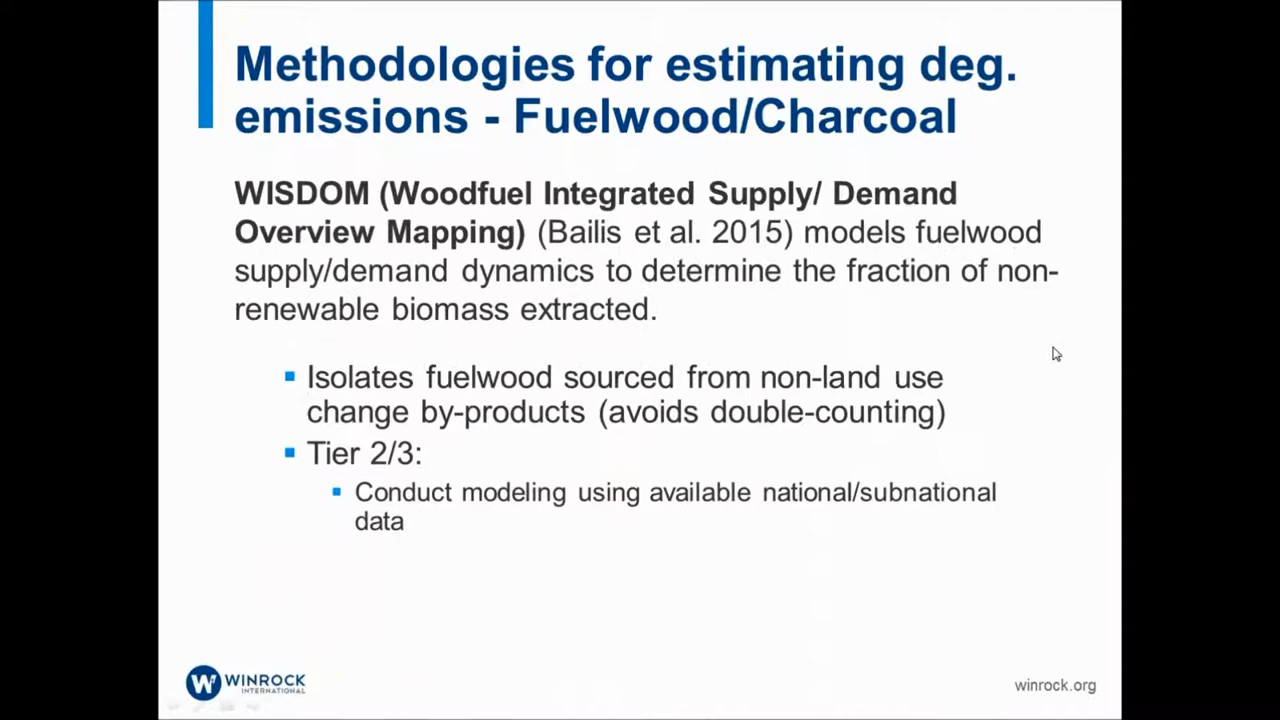 Methodologies for estimating deg.
emissions - Fuelwood/Charcoal
WISDOM (Woodfuel Integrated Supply/ Demand
Overview Mapping) (Bailis et al. 2015) models fuelwood
supply/demand dynamics to determine the fraction of non-
renewable biomass extracted.
Isolates fuelwood sourced from non-land use
change by-products (avoids double-counting)
Tier 2/3:
Conduct modeling using available national/subnational
data
W
WINROCK
INTERNATIONAL
winrock.org